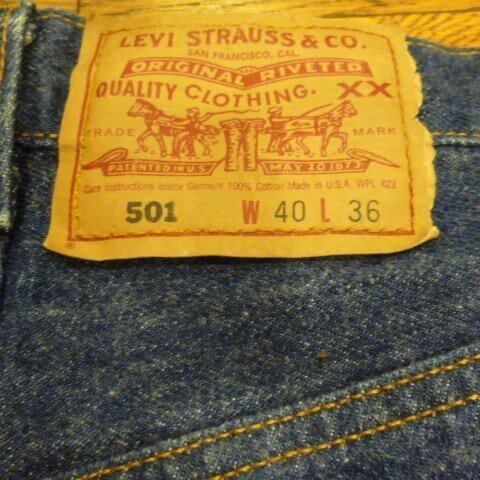 LEVI STRAUSS & CO.
SAN FRANCISCO, CAL.
ORIGINAL RIVETED
QUALITY CLOTHING. XX
TRADE MARK
PATENTED IN U.S. MAY 20 1873
Care Instructions Inside Garment 100% Cotton Made in U.S.A. WPL 423
501 W 40 L 36
®